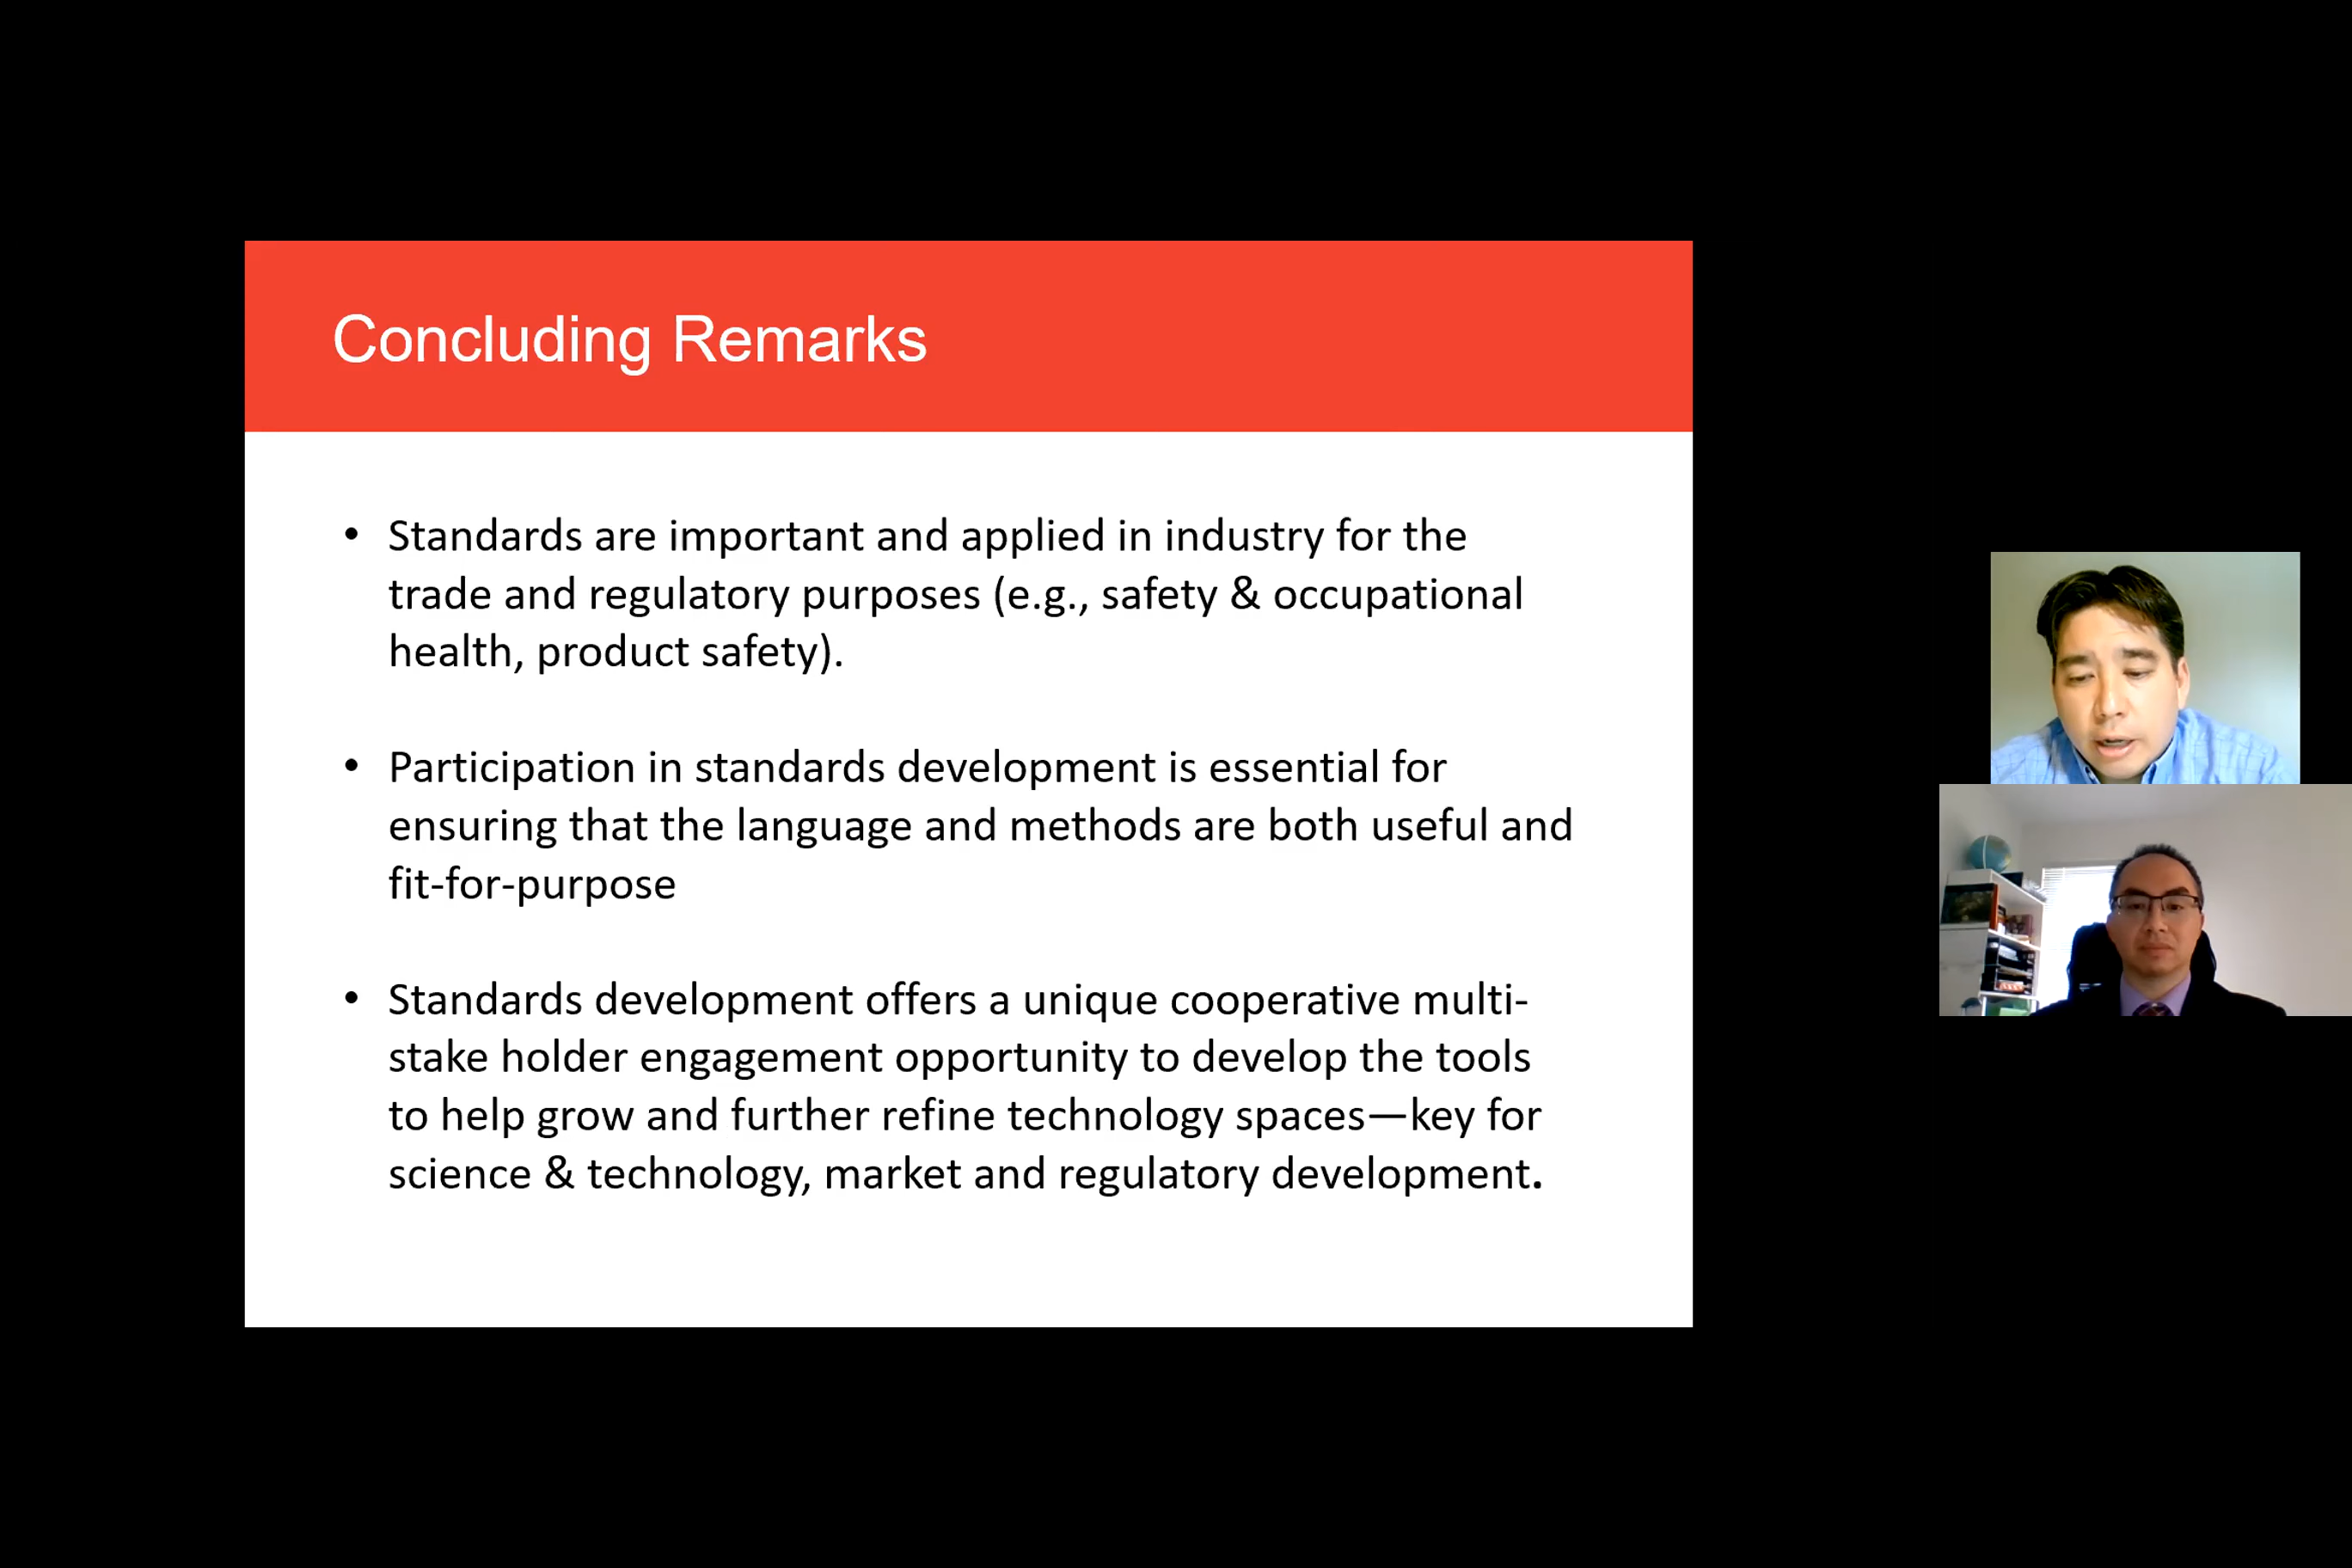 Concluding Remarks
• Standards are important and applied in industry for the
trade and regulatory purposes (e.g., safety & occupational
health, product safety).
• Participation in standards development is essential for
ensuring that the language and methods are both useful and
fit-for-purpose
• Standards development offers a unique cooperative multi-
stake holder engagement opportunity to develop the tools
to help grow and further refine technology spaces—key for
science & technology, market and regulatory development.